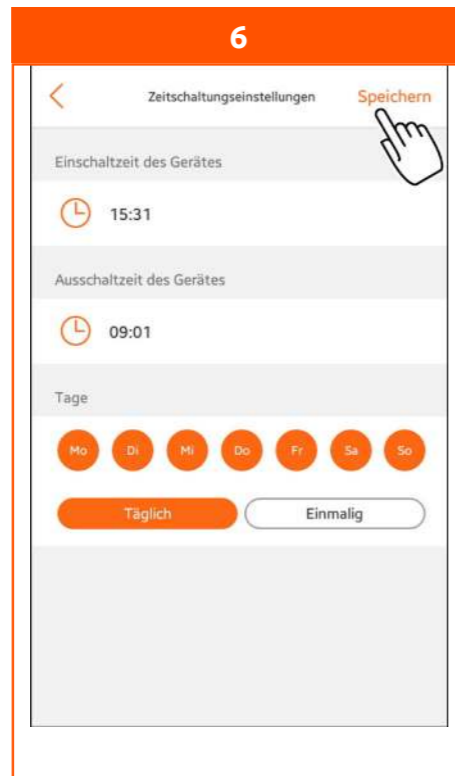 6
Zeitschaltungseinstellungen Speichern
Einschaltzeit des Gerätes
15:31
Ausschaltzeit des Gerätes
09:01
Tage
Mo Di Mi Do Fr Sa So
Täglich Einmalig